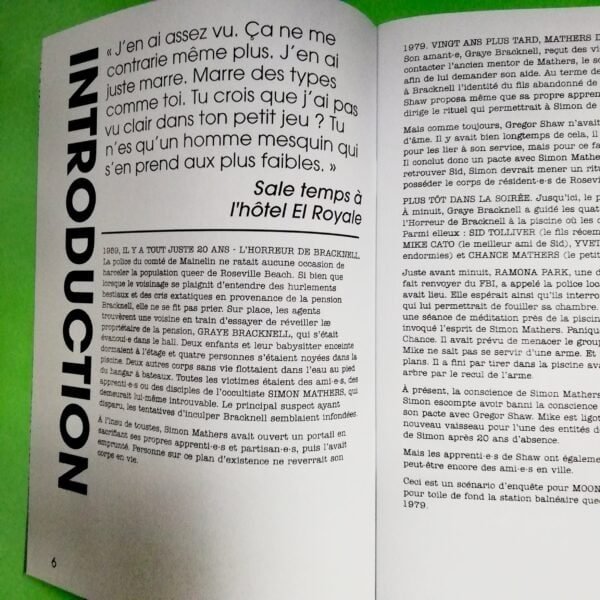 INTRODUCTION
« J'en ai assez vu. Ça ne me
contrarie même plus. J'en ai
juste marre. Marre des types
comme toi. Tu crois que j'ai pas
vu clair dans ton petit jeu ? Tu
n'es qu'un homme mesquin qui
s'en prend aux plus faibles. »
Sale temps à
l'hôtel El Royale
1959, IL Y A TOUT JUSTE 20 ANS - L'HORREUR DE BRACKNELL.
La police du comté de Mainelin ne ratait aucune occasion de
harceler la population queer de Roseville Beach. Si bien que
lorsque le voisinage se plaignit d'entendre des hurlements
bestiaux et des cris extatiques en provenance de la pension
Bracknell, elle ne se fit pas prier. Sur place, les agents
trouvèrent une voisine en train d'essayer de réveiller læ
propriétaire de la pension, GRAYE BRACKNELL, qui s'était
évanoui·e dans le hall. Deux enfants et leur babysitter enceinte
dormaient à l'étage et quatre personnes s'étaient noyées dans la
piscine. Deux autres corps sans vie flottaient dans l'eau au pied
du hangar à bateaux. Toutes les victimes étaient des ami·e·s, des
apprenti·e·s ou des disciples de l'occultiste SIMON MATHERS, qui
demeurait lui-même introuvable. Le principal suspect ayant
disparu, les tentatives d'inculper Bracknell semblaient infondées.
À l'insu de toustes, Simon Mathers avait ouvert un portail en
sacrifiant ses propres apprenti·e·s et partisan·e·s, puis l'avait
emprunté. Personne sur ce plan d'existence ne reverrait son
corps en vie.
6
1979. VINGT ANS PLUS TARD, MATHERS D
Son amant·e, Graye Bracknell, reçut des vi
contacter l'ancien mentor de Mathers, le so
afin de lui demander son aide. Au terme de
à Bracknell l'identité du fils abandonné de
Shaw proposa même que sa propre appren
dirige le rituel qui permettrait à Simon de
Mais comme toujours, Gregor Shaw n'avait
d'âme. Il y avait bien longtemps de cela, il
pour les lier à son service, mais pour ce fa
Il conclut donc un pacte avec Simon Mathe
retrouver Sid, Simon devrait mener un ritu
posséder le corps de résident·e·s de Rosevi
PLUS TÔT DANS LA SOIRÉE. Jusqu'ici, le p
À minuit, Graye Bracknell a guidé les quat
l'Horreur de Bracknell à la piscine où les c
Parmi elleux : SID TOLLIVER (le fils récem
MIKE CATO (le meilleur ami de Sid), YVET
endormies) et CHANCE MATHERS (le petit
Juste avant minuit, RAMONA PARK, une d
fait renvoyer du FBI, a appelé la police loc
avait lieu. Elle espérait ainsi qu'ils interro
qui lui permettrait de fouiller sa chambre.
une séance de méditation près de la piscin
invoqué l'esprit de Simon Mathers. Paniqu
Chance. Il avait prévu de menacer le group
Mike ne sait pas se servir d'une arme. Et
plans. Il a fini par tirer dans la piscine ava
arbre par le recul de l'arme.
À présent, la conscience de Simon Mathers
Simon escompte avoir banni la conscience
son pacte avec Gregor Shaw. Mike est ligot
nouveau vaisseau pour l'une des entités d
de Simon après 20 ans d'absence.
Mais les apprenti·e·s de Shaw ont égaleme
peut-être encore des ami·e·s en ville.
Ceci est un scénario d'enquête pour MOON
pour toile de fond la station balnéaire quee
1979.